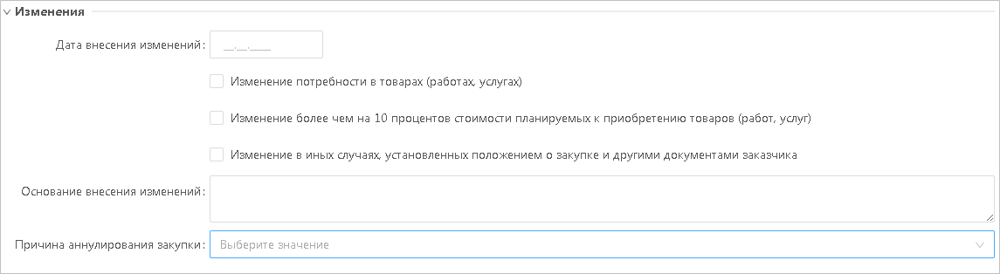 Изменения
Дата внесения изменений: __.__.____
Изменение потребности в товарах (работах, услугах)
Изменение более чем на 10 процентов стоимости планируемых к приобретению товаров (работ, услуг)
Изменение в иных случаях, установленных положением о закупке и другими документами заказчика
Основание внесения изменений:
Причина аннулирования закупки: Выберите значение